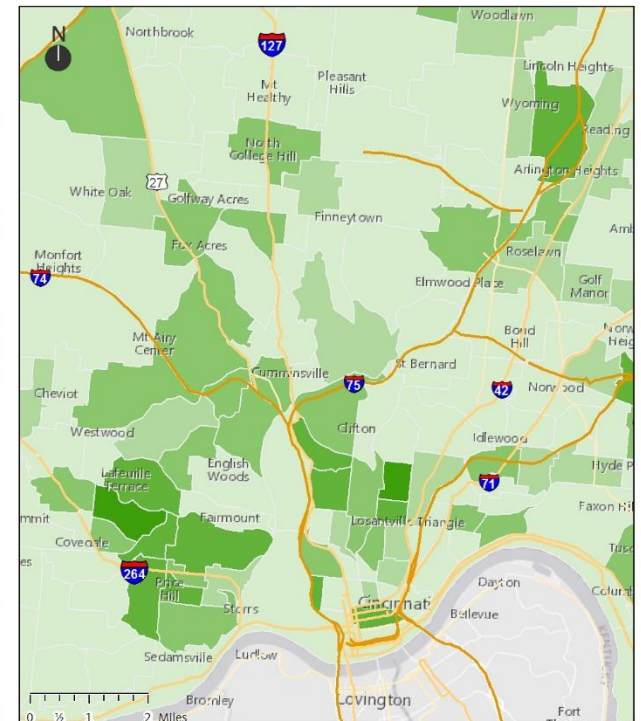 Woodlawn
N
Northbrook
127
Lincoln Heights
Pleasant
Hills
Mt
Healthy
Wyoming
Reading
North
College Hill
Arlington Heights
27
White Oak
Golfway Acres
Finneytown
Amb
Fox Acres
Roselawn
Monfort
Heights
74
Elmwood Place
Golf
Manor
Mt Airy
Center
Bond
Hill
Norw
Heig
St Bernard
Cumminsville
75
42
Norwood
Cheviot
Clifton
Westwood
Idlewood
English
Woods
Lafeuille
Terrace
Hyde P
71
Faxon Hil
mmit
Fairmount
Losantville Triangle
Covedale
es
Tusc
264
Price
Hill
Dayton
Columb
Cincinnati
Storrs
Bellevue
KENTUCKY
Sedamsville
Ludlow
Bromley
Covington
Fort
0 ½ 1 2 Miles